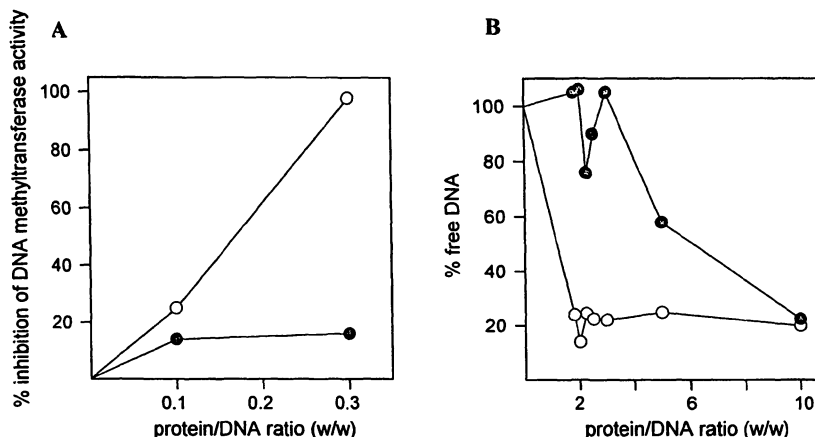 A
% inhibition of DNA methyltransferase activity
100
80
60
40
20
0.1
0.2
0.3
protein/DNA ratio (w/w)
B
% free DNA
100
80
60
40
20
2
6
10
protein/DNA ratio (w/w)